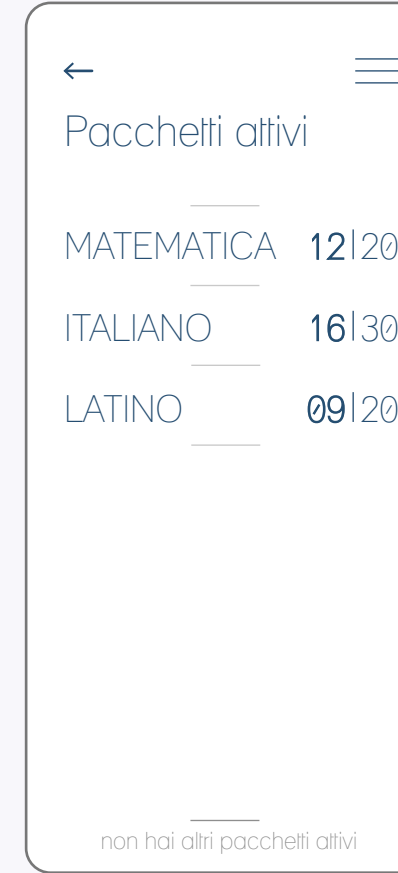 Pacchetti attivi
MATEMATICA 12|20
ITALIANO 16|30
LATINO 09|20
non hai altri pacchetti attivi